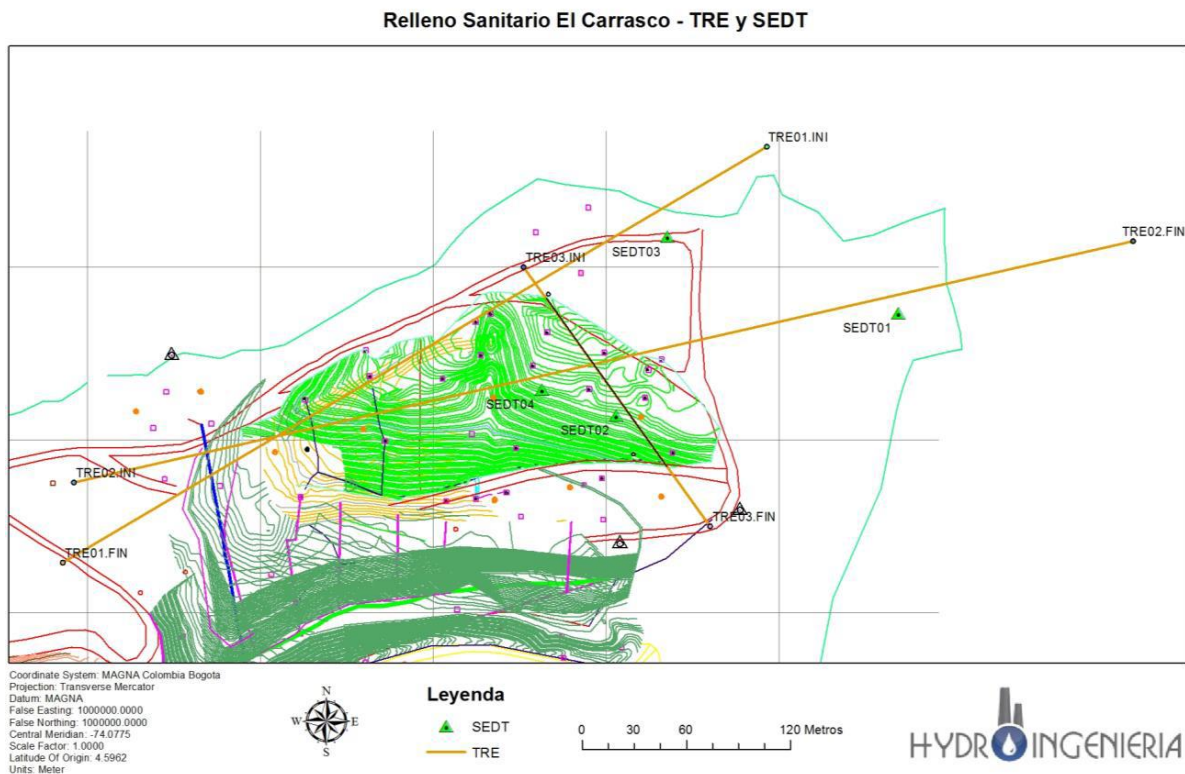 Relleno Sanitario El Carrasco - TRE y SEDT
TRE01.INI
TRE02.FIN
SEDT03
TRE03.INI
SEDT01
SEDT04
SEDT02
TRE02.INI
TRE03.FIN
TRE01.FIN
Coordinate System: MAGNA Colombia Bogota
Projection: Transverse Mercator
Datum: MAGNA
False Easting: 1000000.0000
False Northing: 1000000.0000
Central Meridian: -74.0775
Scale Factor: 1.0000
Latitude Of Origin: 4.5962
Units: Meter
N
W E
S
Leyenda
SEDT
TRE
0 30 60 120 Metros
HYDROINGENIERIA